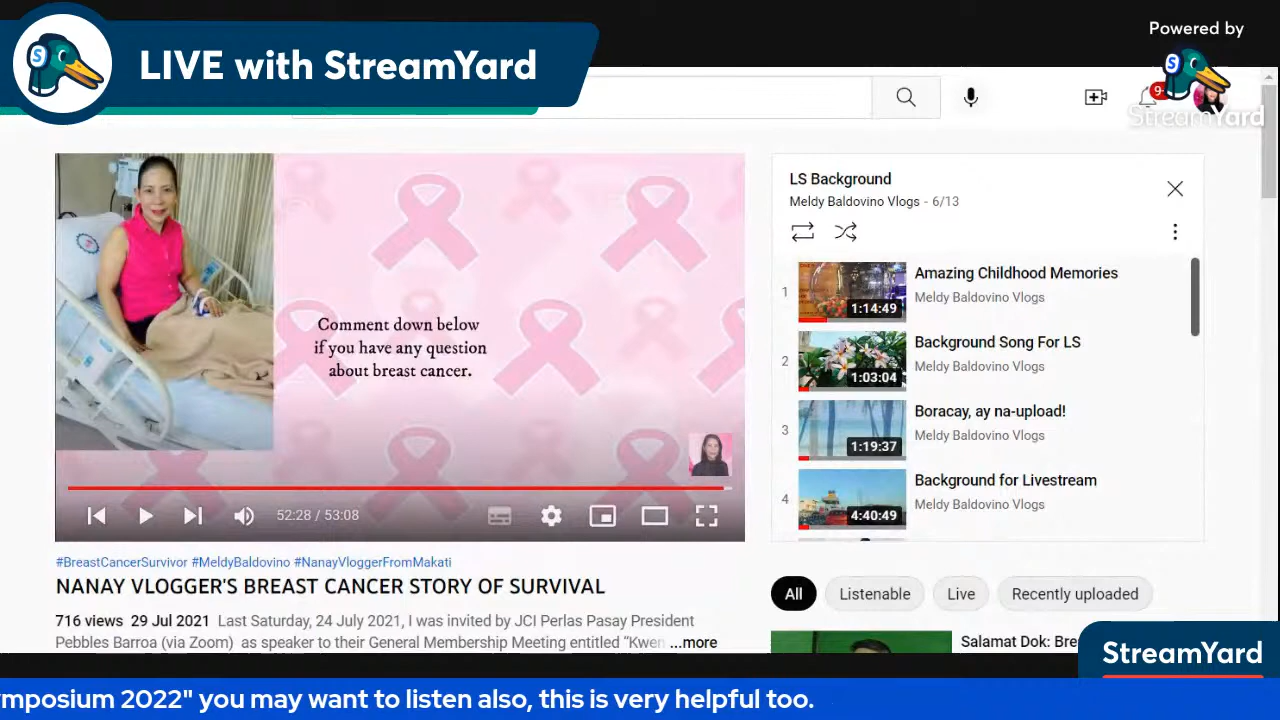 LIVE with StreamYard
Powered by
StreamYard
9
Comment down below
if you have any question
about breast cancer.
52:28 / 53:08
#BreastCancerSurvivor #MeldyBaldovino #NanayVloggerFromMakati
NANAY VLOGGER'S BREAST CANCER STORY OF SURVIVAL
716 views 29 Jul 2021 Last Saturday, 24 July 2021, I was invited by JCI Perlas Pasay President
Pebbles Barroa (via Zoom) as speaker to their General Membership Meeting entitled “Kwen ...more
LS Background
Meldy Baldovino Vlogs - 6/13
1
1:14:49
Amazing Childhood Memories
Meldy Baldovino Vlogs
2
1:03:04
Background Song For LS
Meldy Baldovino Vlogs
3
1:19:37
Boracay, ay na-upload!
Meldy Baldovino Vlogs
4
4:40:49
Background for Livestream
Meldy Baldovino Vlogs
All Listenable Live Recently uploaded
Salamat Dok: Bre
StreamYard
mposium 2022" you may want to listen also, this is very helpful too.